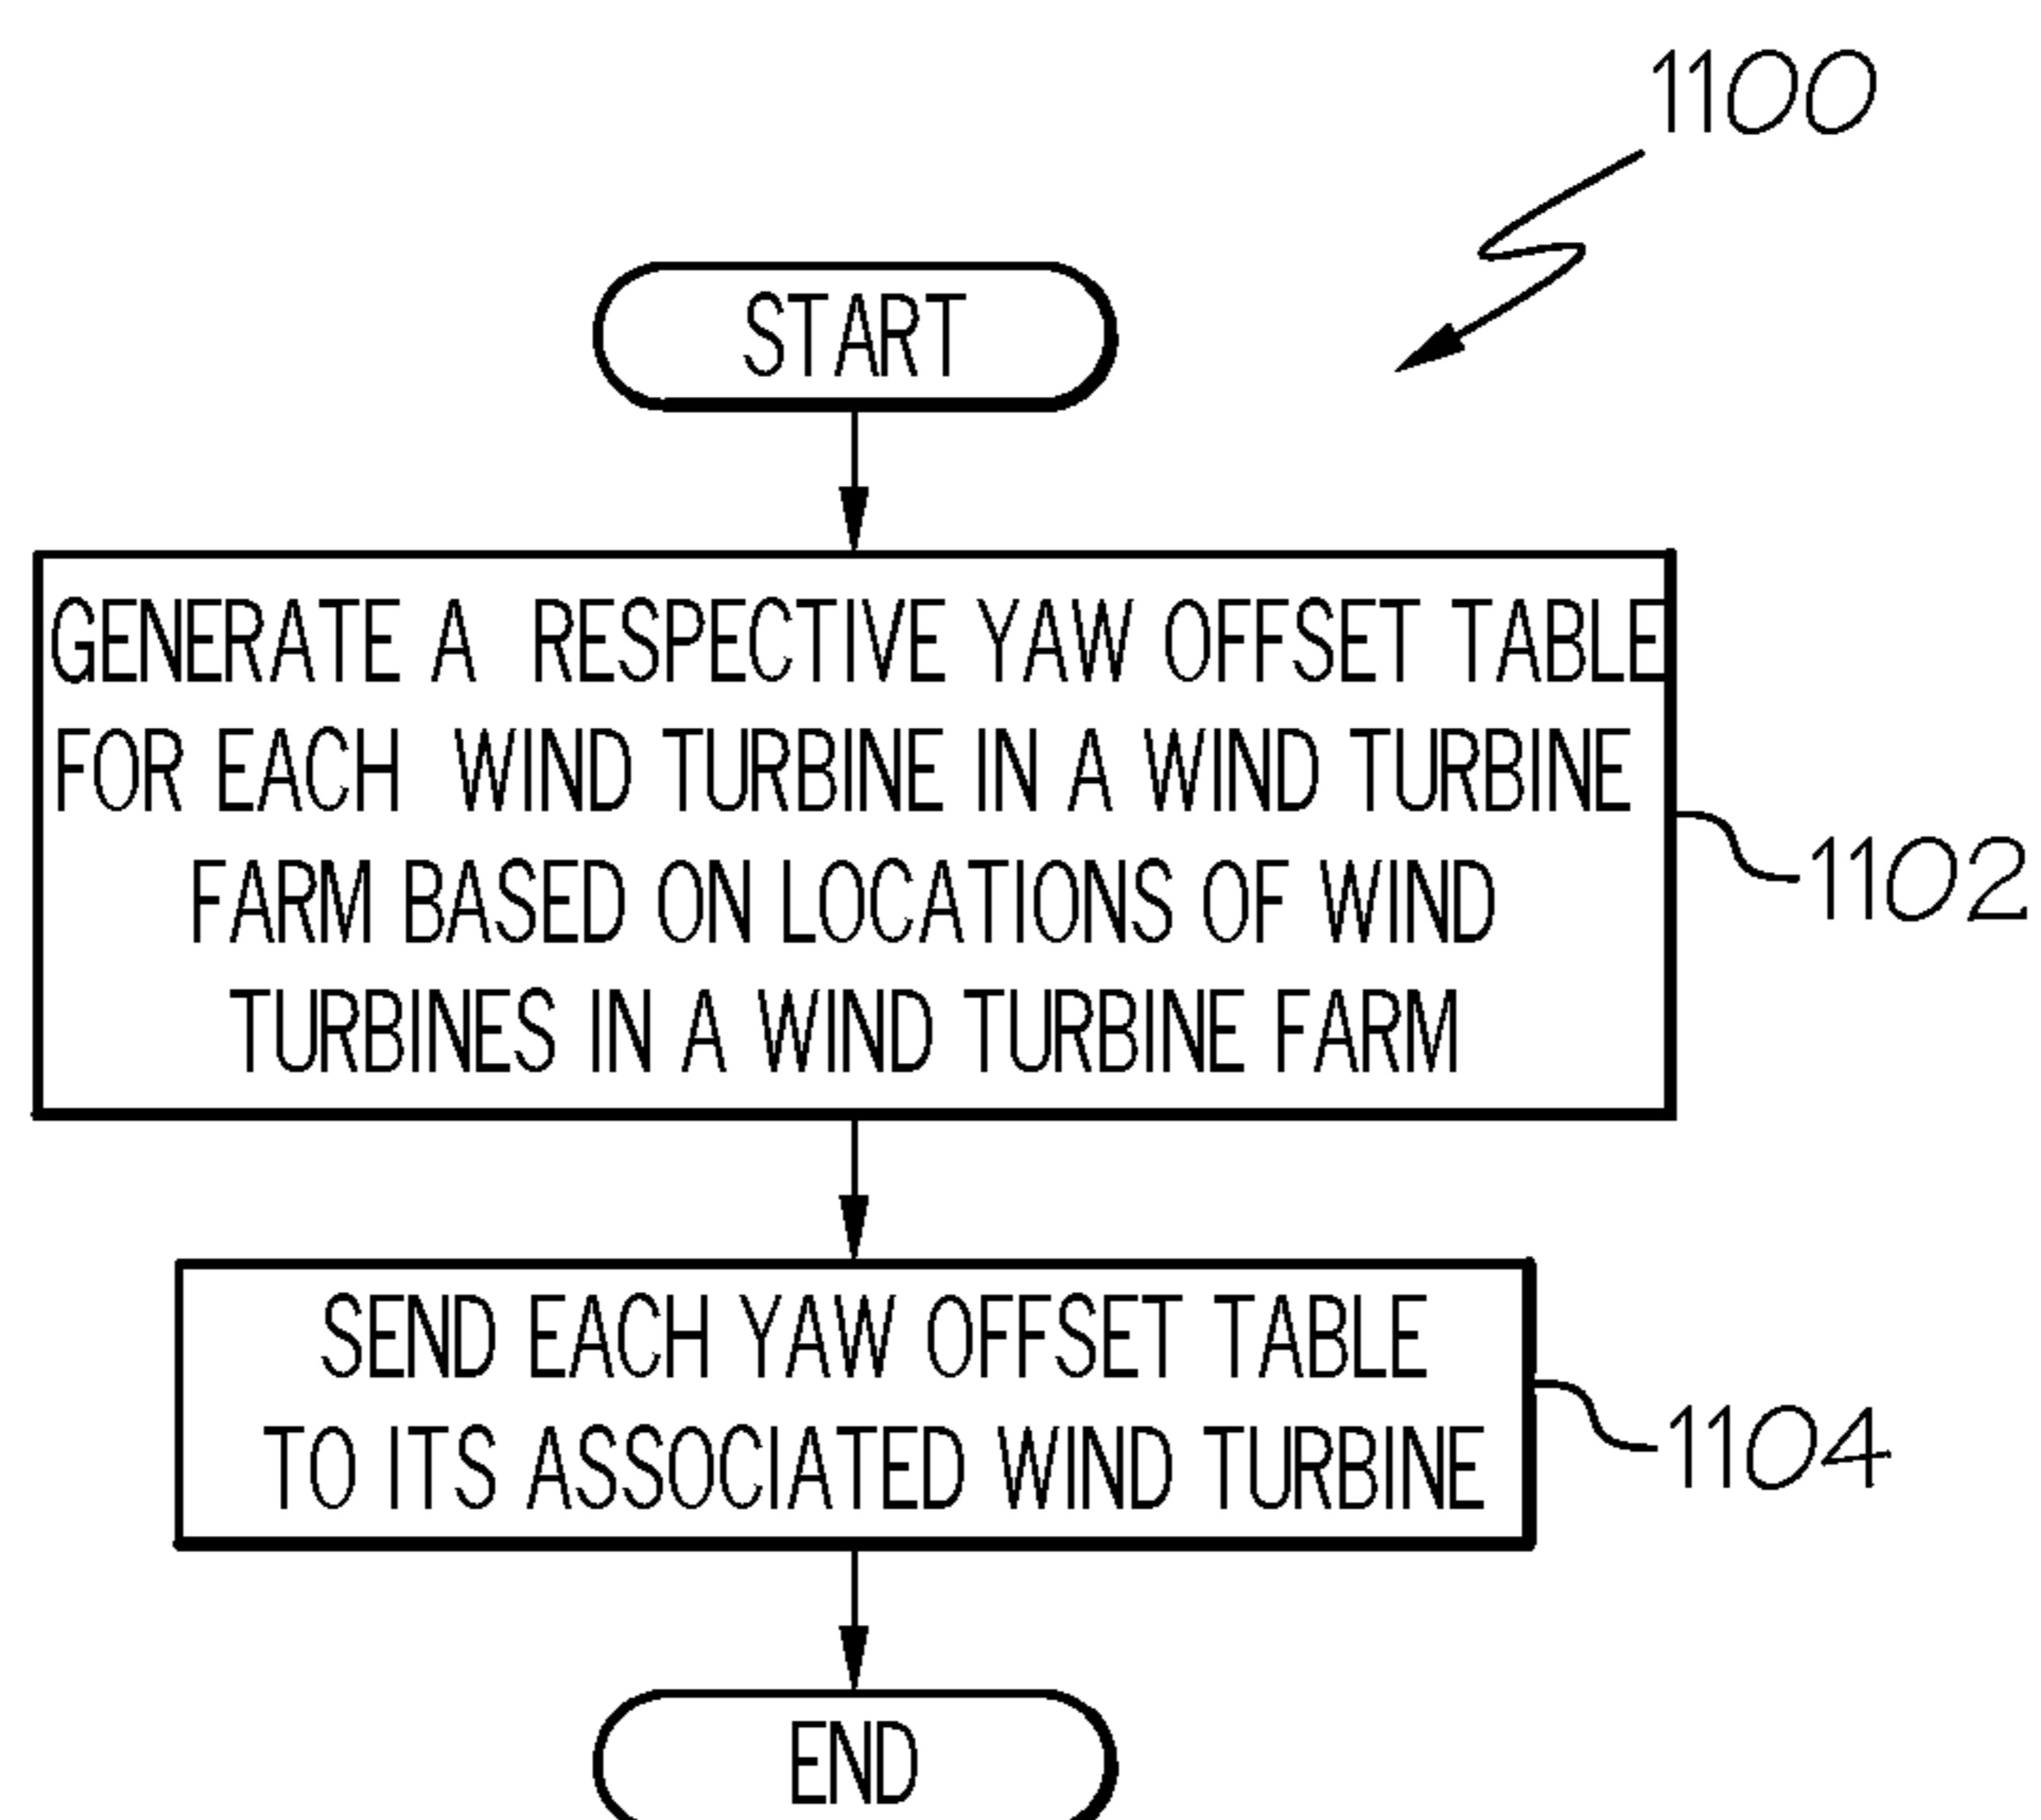 1100
START
GENERATE A RESPECTIVE YAW OFFSET TABLE
FOR EACH WIND TURBINE IN A WIND TURBINE
FARM BASED ON LOCATIONS OF WIND
TURBINES IN A WIND TURBINE FARM
1102
SEND EACH YAW OFFSET TABLE
TO ITS ASSOCIATED WIND TURBINE
1104
END